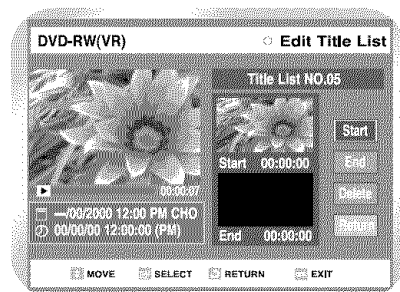 DVD-RW(VR)
Edit Title List
Title List NO.05
Start 00:00:00
End 00:00:00
Start
End
Delete
Return
00:00:07
—/00/2000 12:00 PM CHO
00/00/00 12:00:00 (PM)
MOVE SELECT RETURN EXIT